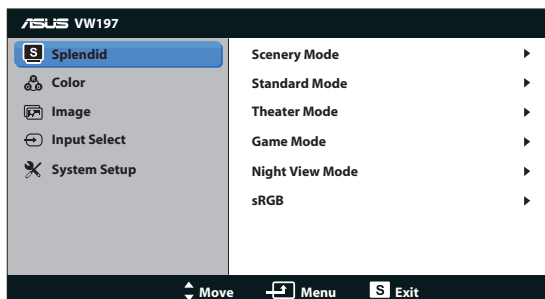 ASUS VW197
S Splendid
Color
Image
Input Select
System Setup
Scenery Mode
Standard Mode
Theater Mode
Game Mode
Night View Mode
sRGB
Move Menu S Exit